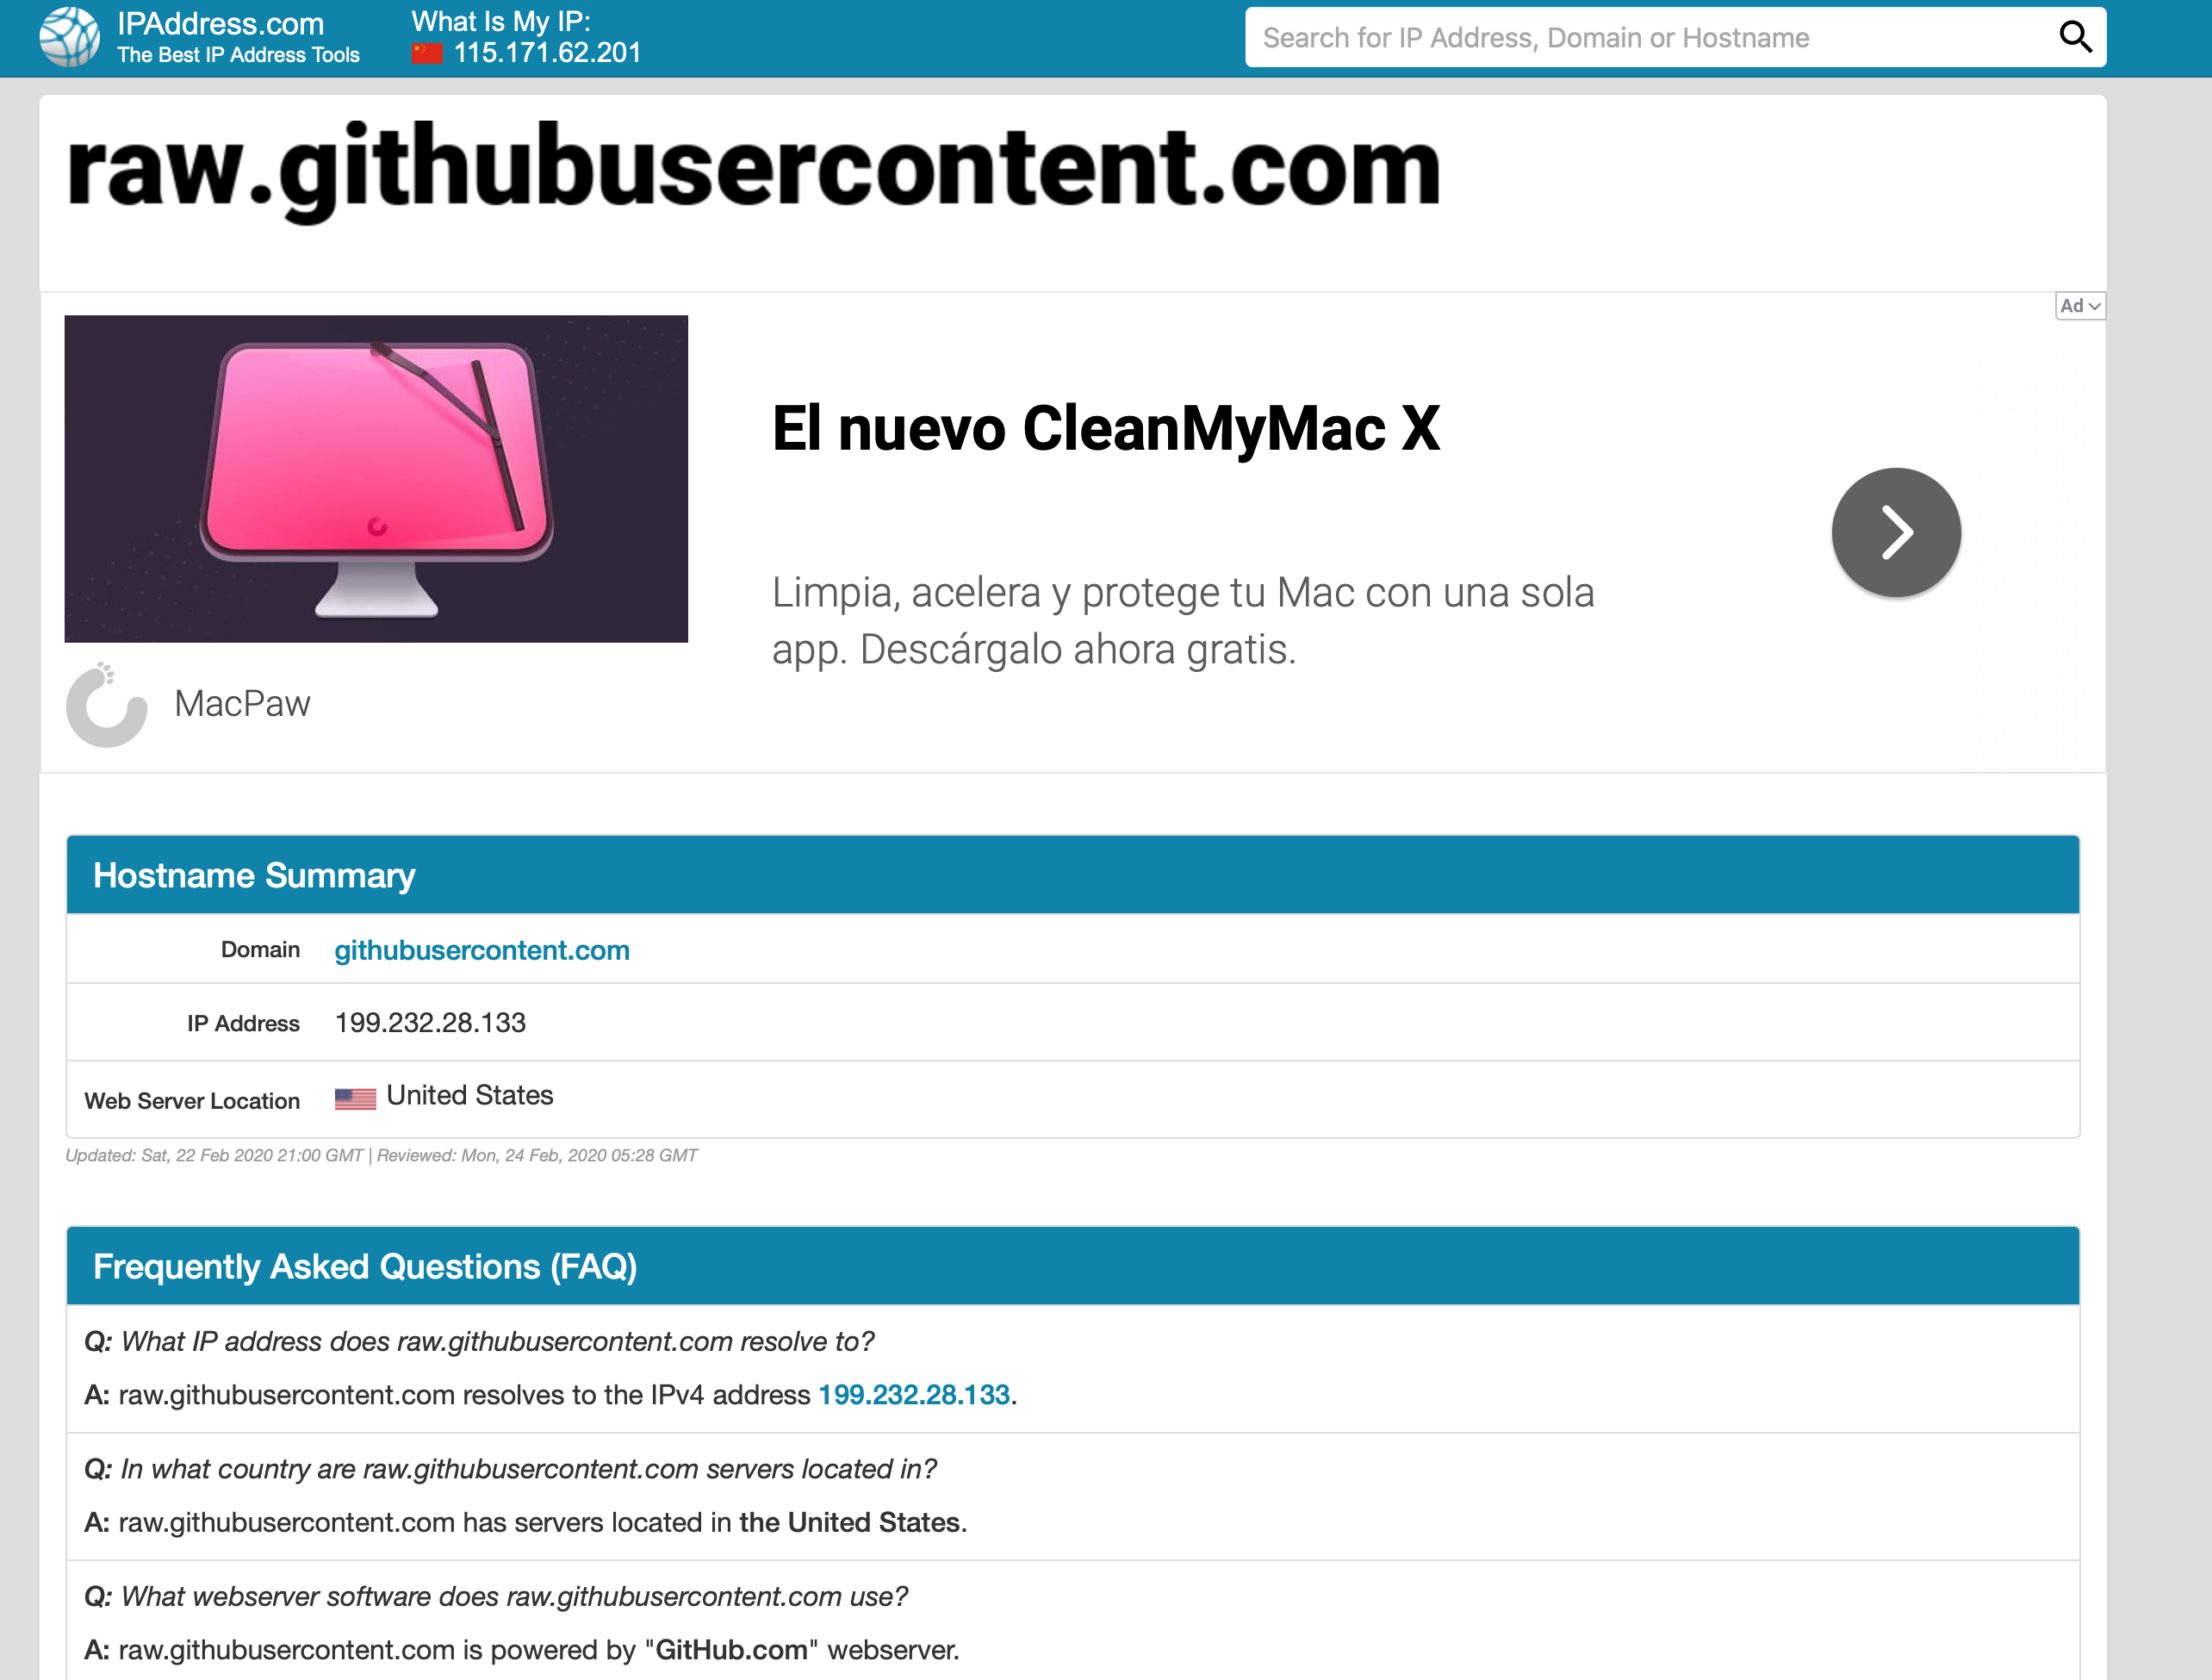 IPAddress.com
The Best IP Address Tools
What Is My IP:
115.171.62.201
Search for IP Address, Domain or Hostname
raw.githubusercontent.com
Ad
El nuevo CleanMyMac X
Limpia, acelera y protege tu Mac con una sola
app. Descárgalo ahora gratis.
MacPaw
Hostname Summary
Domain githubusercontent.com
IP Address 199.232.28.133
Web Server Location United States
Updated: Sat, 22 Feb 2020 21:00 GMT | Reviewed: Mon, 24 Feb, 2020 05:28 GMT
Frequently Asked Questions (FAQ)
Q: What IP address does raw.githubusercontent.com resolve to?
A: raw.githubusercontent.com resolves to the IPv4 address 199.232.28.133.
Q: In what country are raw.githubusercontent.com servers located in?
A: raw.githubusercontent.com has servers located in the United States.
Q: What webserver software does raw.githubusercontent.com use?
A: raw.githubusercontent.com is powered by "GitHub.com" webserver.